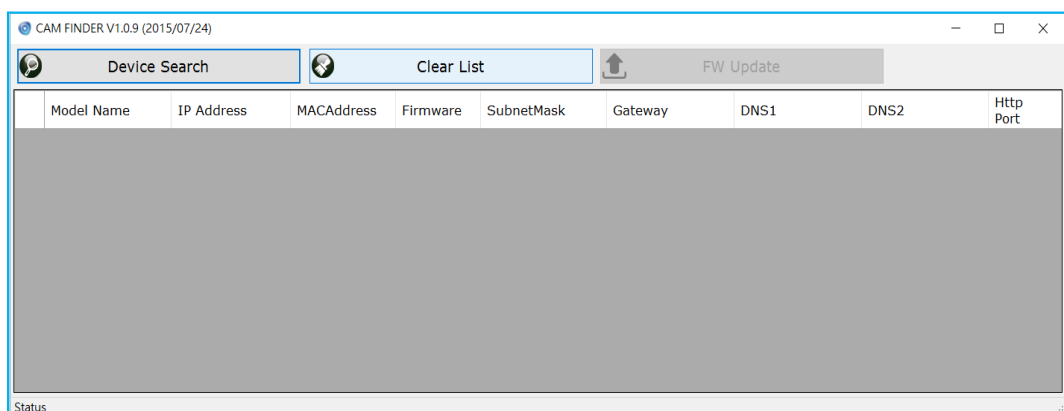 CAM FINDER V1.0.9 (2015/07/24)
Device Search Clear List FW Update
Model Name IP Address MACAddress Firmware SubnetMask Gateway DNS1 DNS2 Http
Port
Status